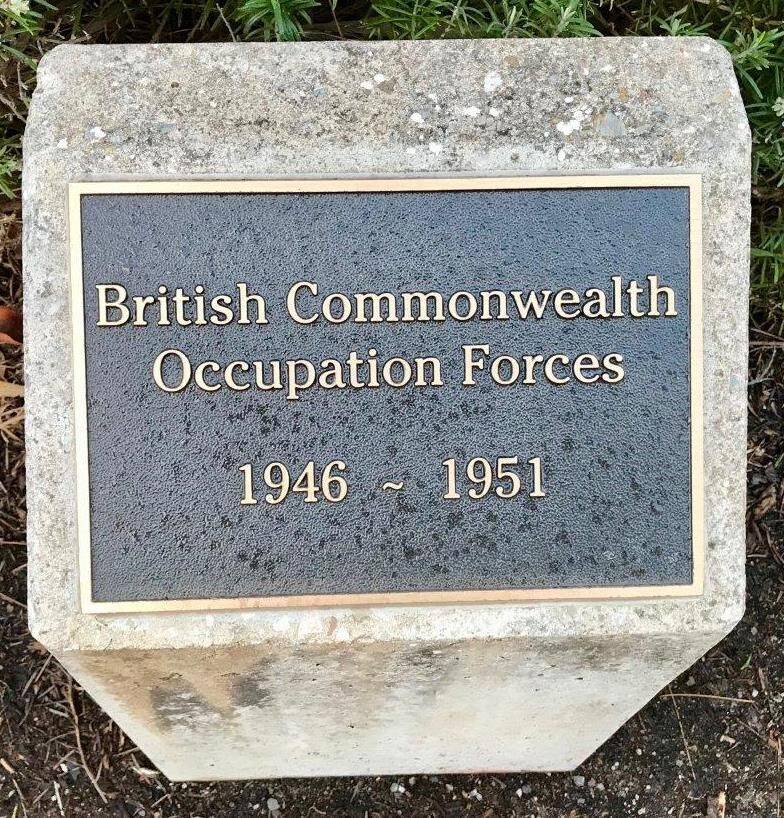 British Commonwealth
Occupation Forces
1946 ~ 1951